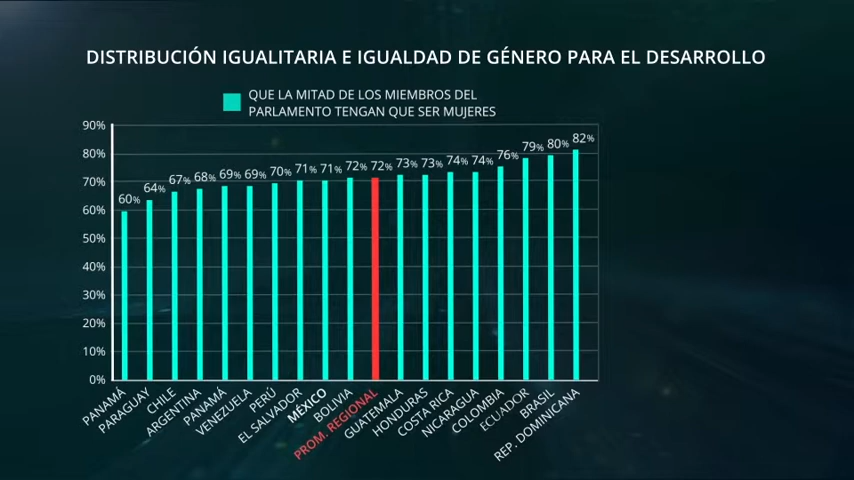 DISTRIBUCIÓN IGUALITARIA E IGUALDAD DE GÉNERO PARA EL DESARROLLO
QUE LA MITAD DE LOS MIEMBROS DEL
PARLAMENTO TENGAN QUE SER MUJERES
90%
80%
70%
60%
50%
40%
30%
20%
10%
0%
60% 64% 67% 68% 69% 69% 70% 71% 71% 72% 72% 73% 73% 74% 74% 76% 79% 80% 82%
PANAMÁ
PARAGUAY
CHILE
ARGENTINA
PANAMÁ
VENEZUELA
PERÚ
EL SALVADOR
MÉXICO
BOLIVIA
PROM. REGIONAL
GUATEMALA
HONDURAS
COSTA RICA
NICARAGUA
COLOMBIA
ECUADOR
BRASIL
REP. DOMINICANA